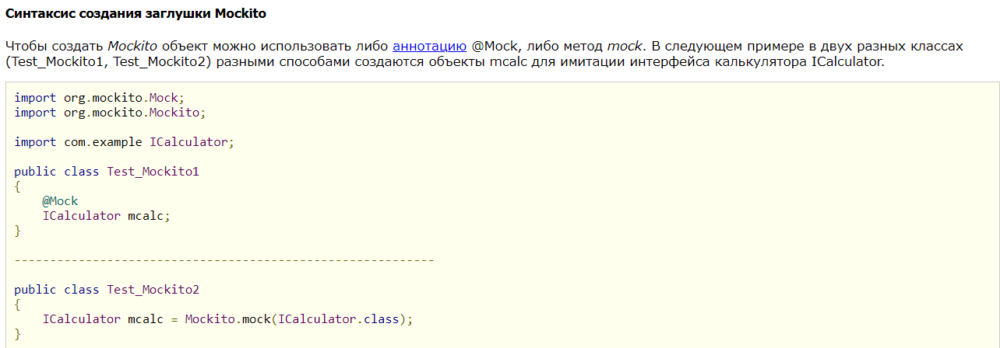 Синтаксис создания заглушки Mockito
Чтобы создать Mockito объект можно использовать либо аннотацию @Mock, либо метод mock. В следующем примере в двух разных классах
(Test_Mockito1, Test_Mockito2) разными способами создаются объекты mcalc для имитации интерфейса калькулятора ICalculator.
import org.mockito.Mock;
import org.mockito.Mockito;
import com.example ICalculator;
public class Test_Mockito1
{
    @Mock
    ICalculator mcalc;
}
-----------------------------------------------------------
public class Test_Mockito2
{
    ICalculator mcalc = Mockito.mock(ICalculator.class);
}